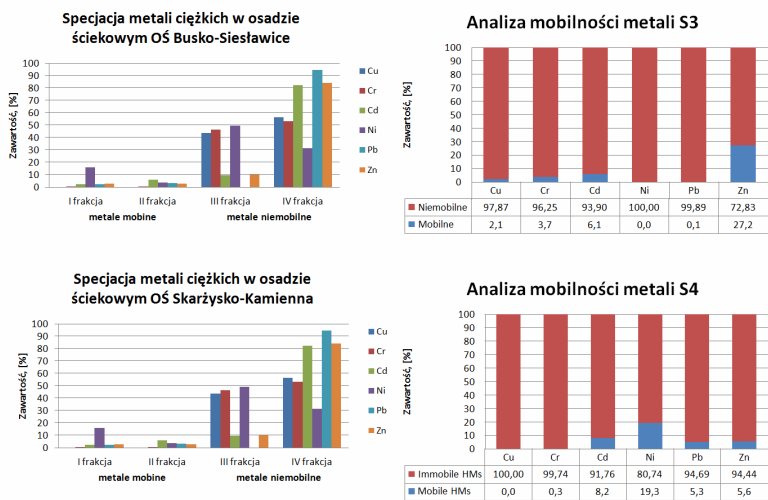 Specjacja metali ciężkich w osadzie
ściekowym OŚ Busko-Siesławice
Zawartość, [%]
100
90
80
70
60
50
40
30
20
10
0
I frakcja II frakcja III frakcja IV frakcja
metale mobine metale niemobilne
Cu
Cr
Cd
Ni
Pb
Zn
Analiza mobilności metali S3
Zawartość, [%]
100
90
80
70
60
50
40
30
20
10
0
Cu Cr Cd Ni Pb Zn
Niemobilne 97,87 96,25 93,90 100,00 99,89 72,83
Mobilne 2,1 3,7 6,1 0,0 0,1 27,2
Specjacja metali ciężkich w osadzie
ściekowym OŚ Skarżysko-Kamienna
Zawartość, [%]
100
90
80
70
60
50
40
30
20
10
0
I frakcja II frakcja III frakcja IV frakcja
metale mobine metale niemobilne
Cu
Cr
Cd
Ni
Pb
Zn
Analiza mobilności metali S4
Zawartość, [%]
100
90
80
70
60
50
40
30
20
10
0
Cu Cr Cd Ni Pb Zn
Immobile HMs 100,00 99,74 91,76 80,74 94,69 94,44
Mobile HMs 0,0 0,3 8,2 19,3 5,3 5,6